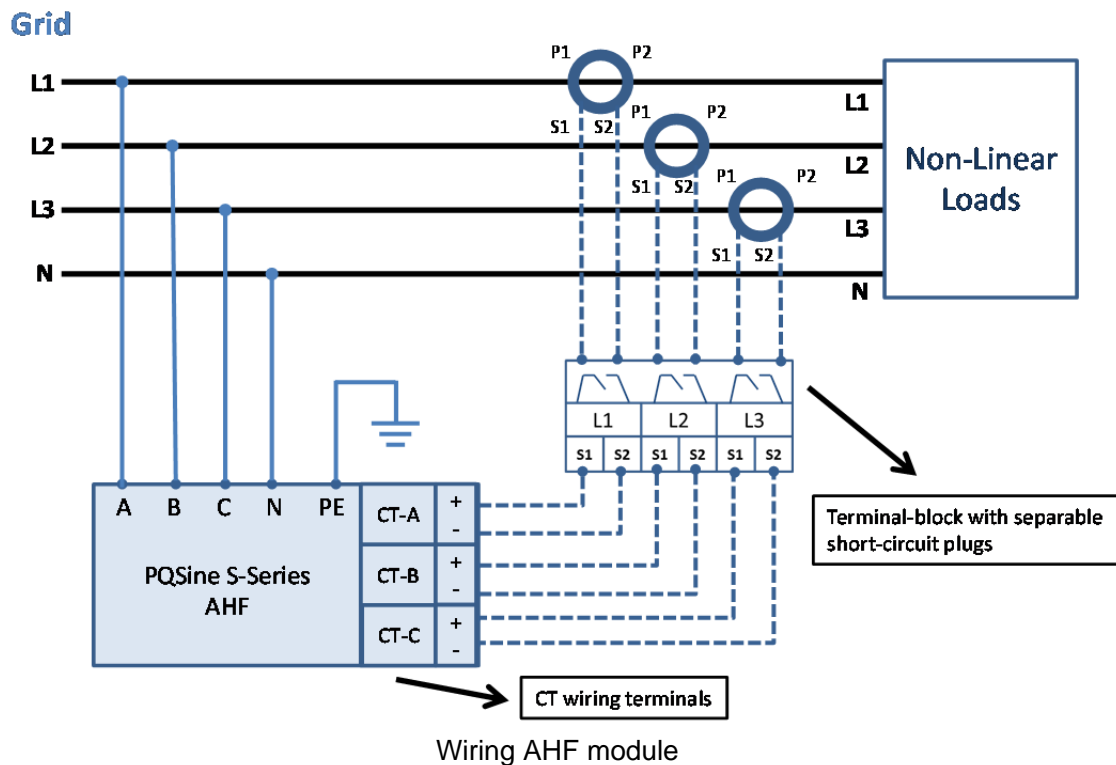 Grid
P1 P2
L1 L1
P1 P2
S1 S2
L2 L2
P1 P2
S1 S2
Non-Linear
Loads
L3 L3
S1 S2
N N
L1 L2 L3
S1 S2 S1 S2 S1 S2
A B C N PE
CT-A + -
CT-B + -
CT-C + -
PQSine S-Series
AHF
Terminal-block with separable
short-circuit plugs
CT wiring terminals
Wiring AHF module